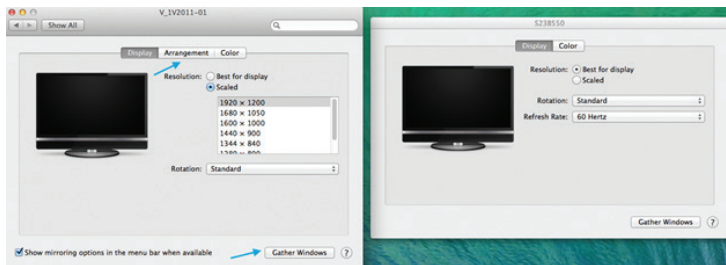 V_1V2011-01
Show All
Display Arrangement Color
Resolution: Best for display
Scaled
1920 × 1200
1680 × 1050
1600 × 1000
1440 × 900
1344 × 840
1280 × 800
Rotation: Standard
Show mirroring options in the menu bar when available
Gather Windows ?
S23B550
Display Color
Resolution: Best for display
Scaled
Rotation: Standard
Refresh Rate: 60 Hertz
Gather Windows ?